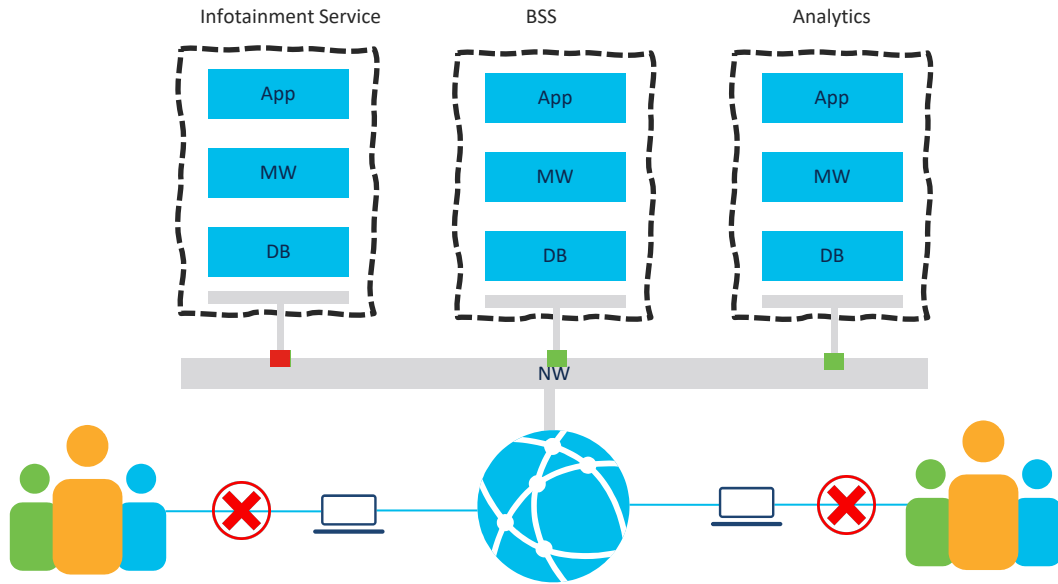 Infotainment Service
BSS
Analytics
App
App
App
MW
MW
MW
DB
DB
DB
NW